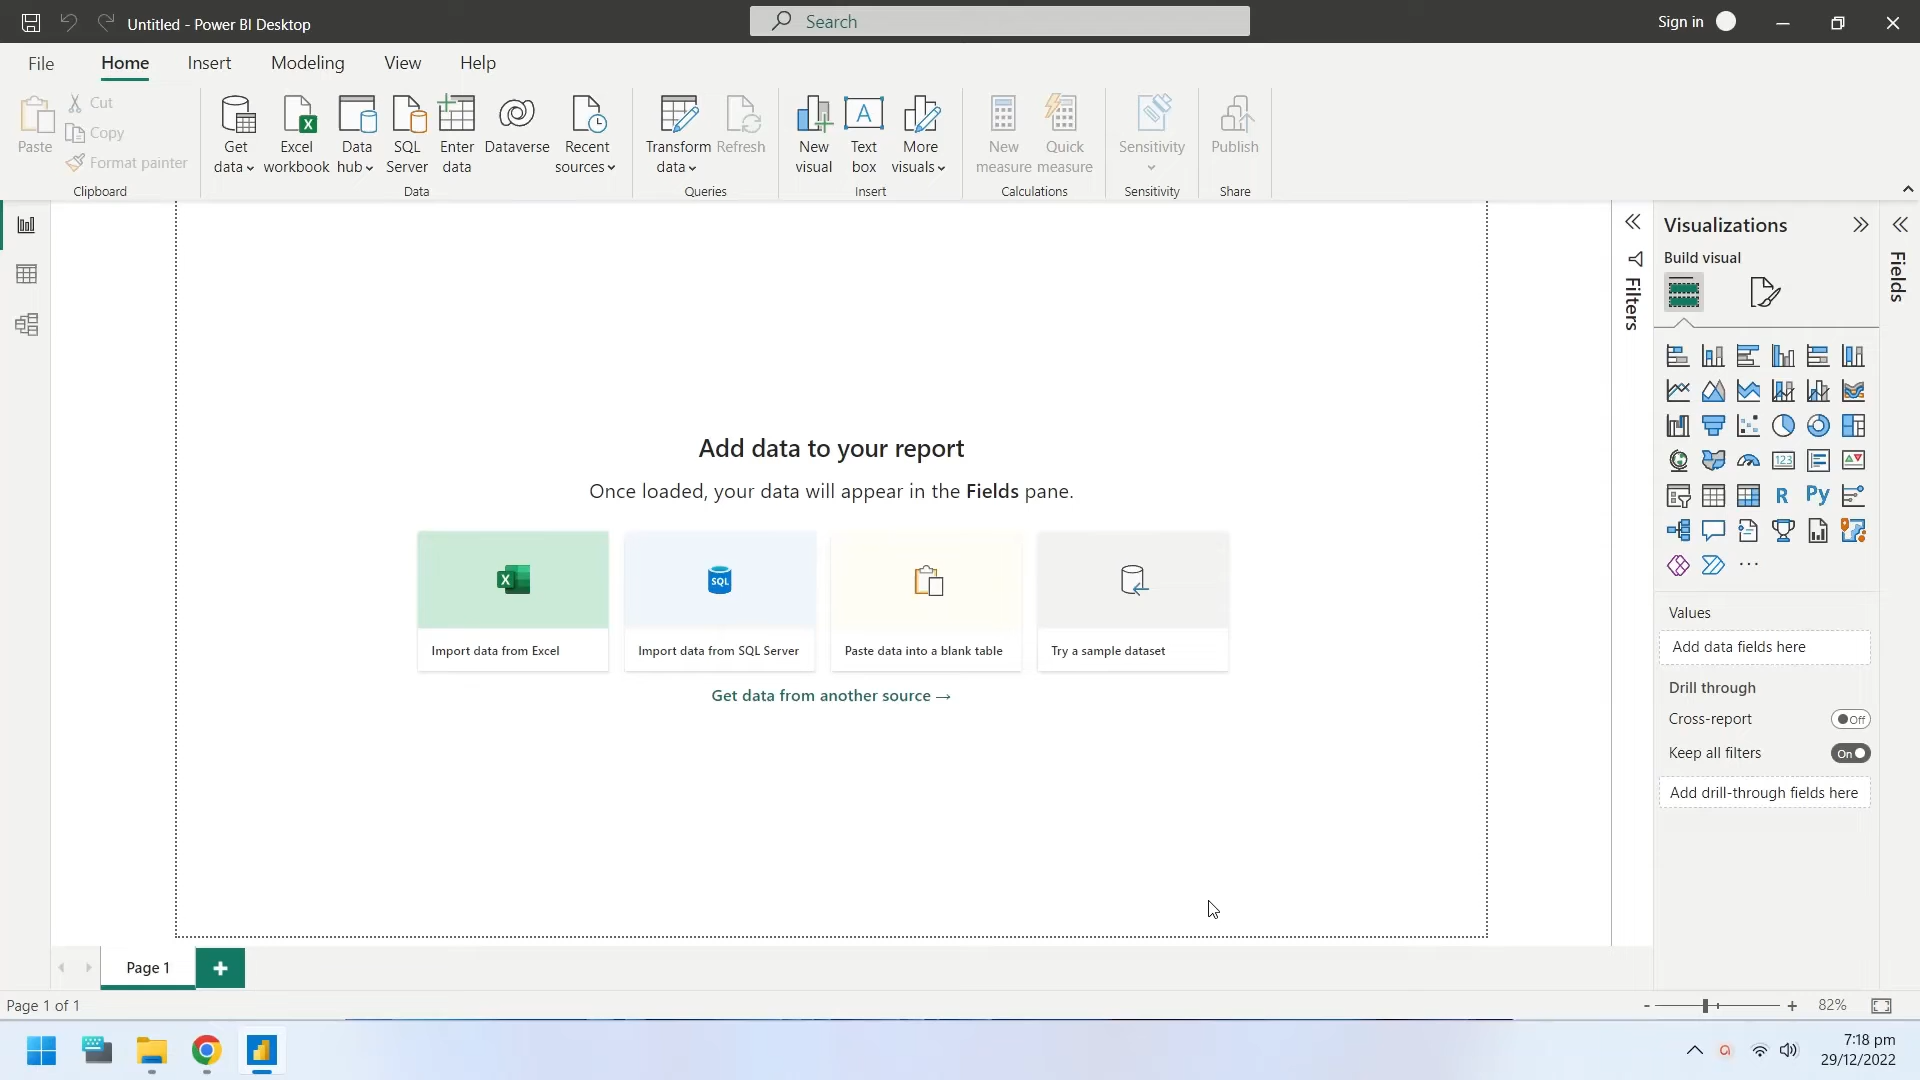 Untitled - Power BI Desktop
Search
Sign in
File
Home
Insert
Modeling
View
Help
Paste
Cut
Copy
Format painter
Clipboard
Get
data
Excel
workbook
Data
hub
SQL
Server
Enter
data
Dataverse
Recent
sources
Data
Transform
data
Refresh
Queries
New
visual
A
Text
box
More
visuals
Insert
New
measure
Quick
measure
Calculations
Sensitivity
Sensitivity
Publish
Share
Filters
Visualizations
Build visual
Fields
123
R
Py
Values
Add data fields here
Drill through
Cross-report
Off
Keep all filters
On
Add drill-through fields here
Add data to your report
Once loaded, your data will appear in the Fields pane.
X
SQL
Import data from Excel
Import data from SQL Server
Paste data into a blank table
Try a sample dataset
Get data from another source →
Page 1
Page 1 of 1
- + 82%
7:18 pm
29/12/2022